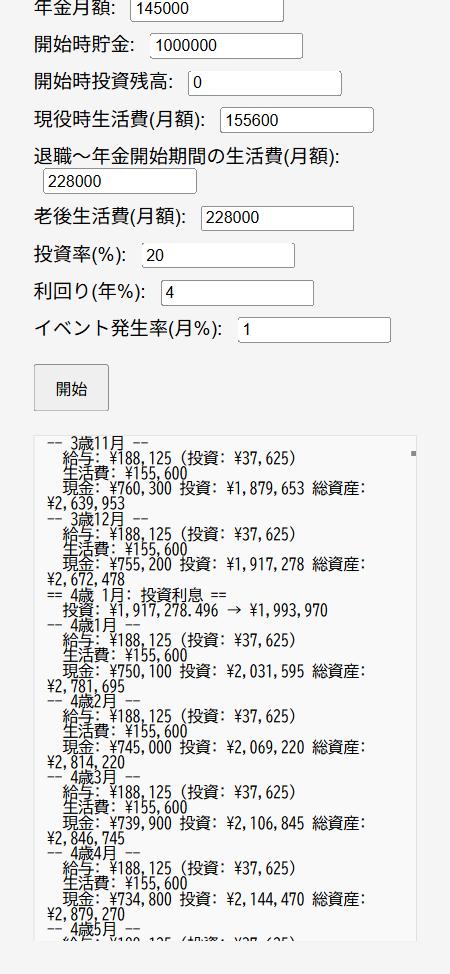 年金月額: 145000
開始時貯金: 1000000
開始時投資残高: 0
現役時生活費(月額): 155600
退職～年金開始期間の生活費(月額):
228000
老後生活費(月額): 228000
投資率(%): 20
利回り(年%): 4
イベント発生率(月%): 1
開始
-- 3歳11月 --
給与: ¥188,125 (投資: ¥37,625)
生活費: ¥155,600
現金: ¥760,300 投資: ¥1,879,653 総資産:
¥2,639,953
-- 3歳12月 --
給与: ¥188,125 (投資: ¥37,625)
生活費: ¥155,600
現金: ¥755,200 投資: ¥1,917,278 総資産:
¥2,672,478
== 4歳 1月: 投資利息 ==
投資: ¥1,917,278.496 → ¥1,993,970
-- 4歳1月 --
給与: ¥188,125 (投資: ¥37,625)
生活費: ¥155,600
現金: ¥750,100 投資: ¥2,031,595 総資産:
¥2,781,695
-- 4歳2月 --
給与: ¥188,125 (投資: ¥37,625)
生活費: ¥155,600
現金: ¥745,000 投資: ¥2,069,220 総資産:
¥2,814,220
-- 4歳3月 --
給与: ¥188,125 (投資: ¥37,625)
生活費: ¥155,600
現金: ¥739,900 投資: ¥2,106,845 総資産:
¥2,846,745
-- 4歳4月 --
給与: ¥188,125 (投資: ¥37,625)
生活費: ¥155,600
現金: ¥734,800 投資: ¥2,144,470 総資産:
¥2,879,270
-- 4歳5月 --